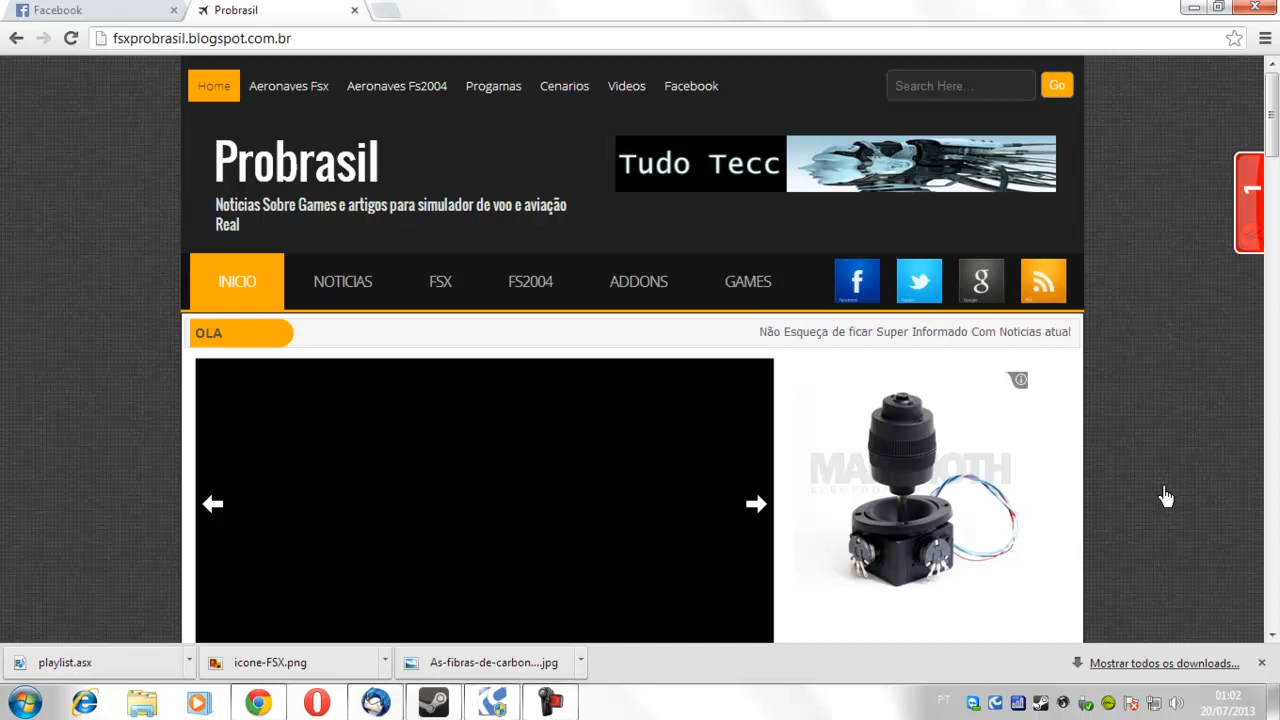 Facebook
Probrasil
fsxprobrasil.blogspot.com.br
Home Aeronaves Fsx Aeronaves Fs2004 Progamas Cenarios Videos Facebook Search Here... Go
Probrasil
Tudo Tecc
Noticias Sobre Games e artigos para simulador de voo e aviação
Real
1
INICIO NOTICIAS FSX FS2004 ADDONS GAMES
OLA
Não Esqueça de ficar Super Informado Com Noticias atual
playlist.asx icone-FSX.png As-fibras-de-carbon....jpg Mostrar todos os downloads...
PT 01:02
20/07/2013